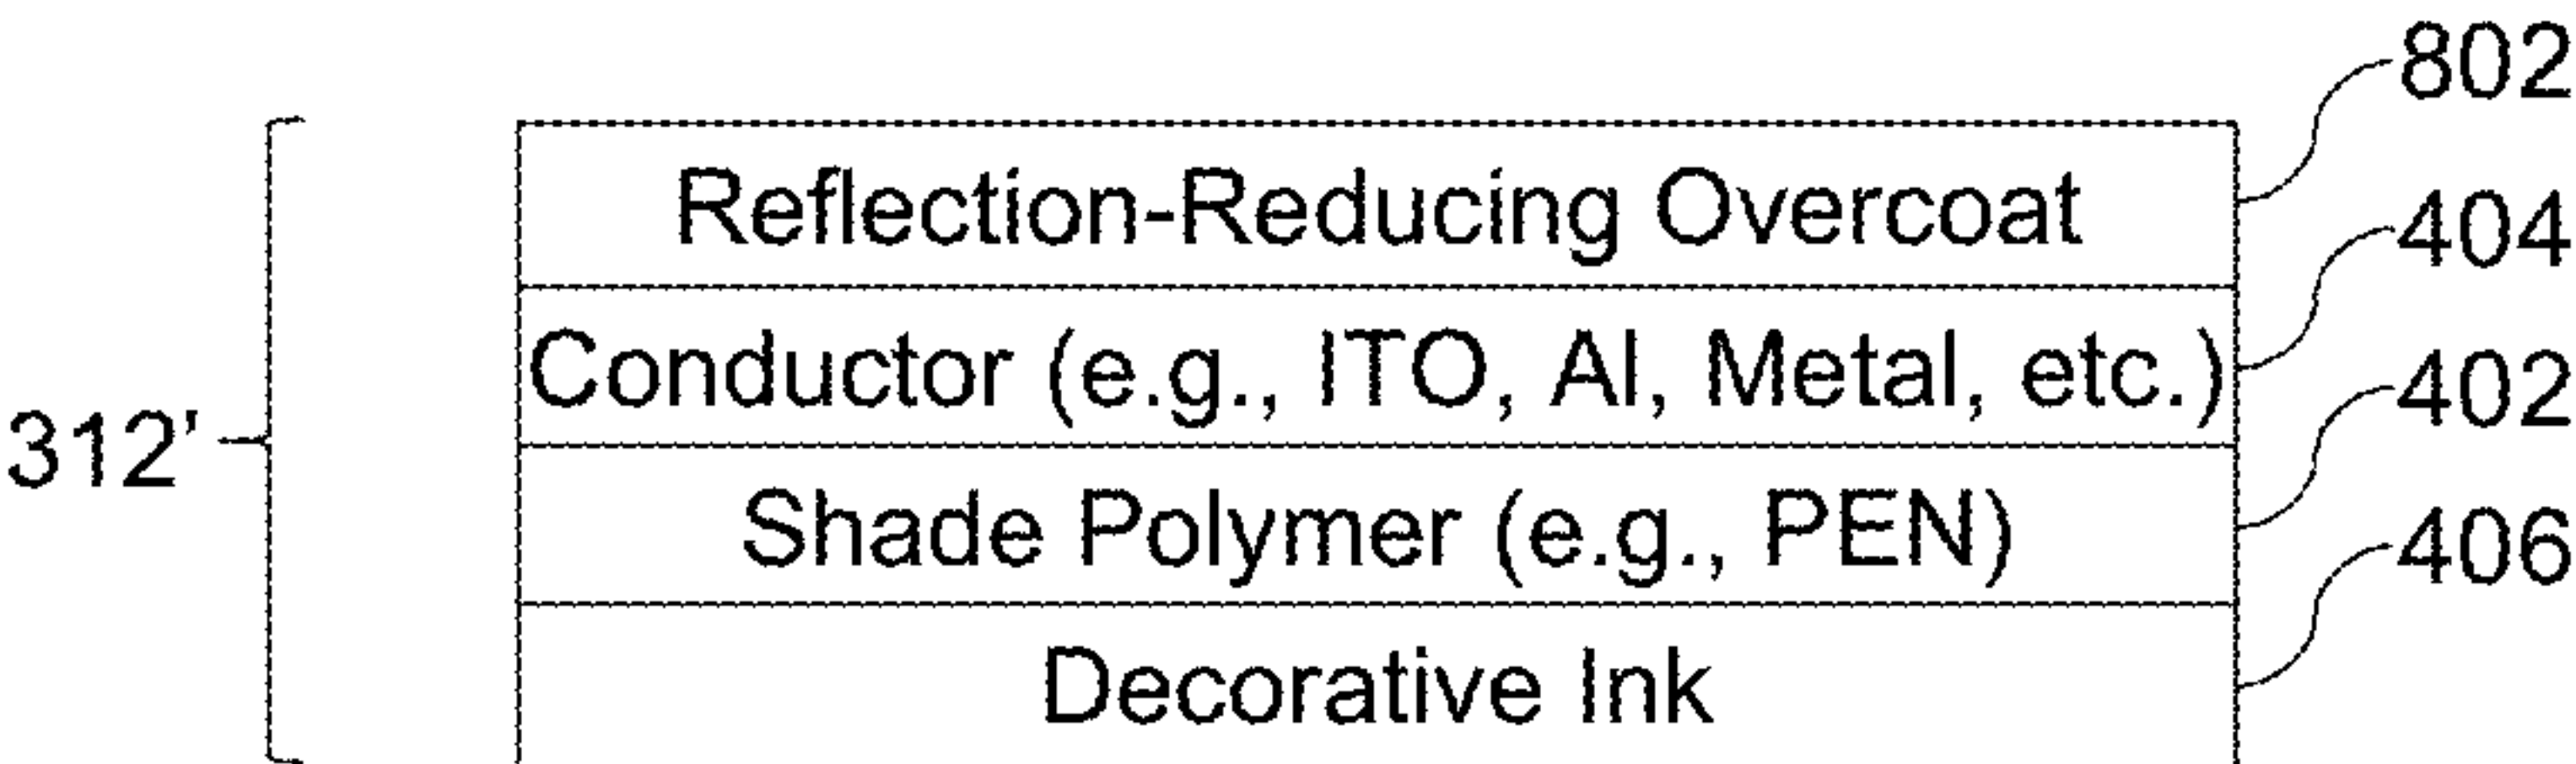 802
Reflection-Reducing Overcoat
404
Conductor (e.g., ITO, Al, Metal, etc.)
402
312'
Shade Polymer (e.g., PEN)
406
Decorative Ink